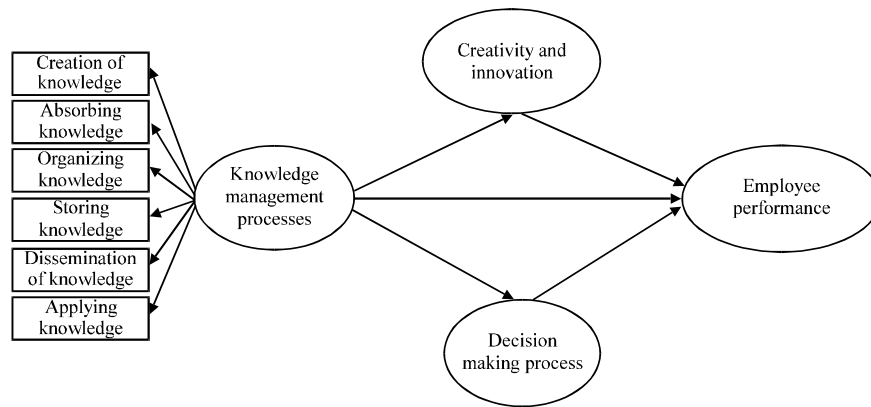 Creation of
knowledge
Absorbing
knowledge
Organizing
knowledge
Storing
knowledge
Dissemination
of knowledge
Applying
knowledge
Knowledge
management
processes
Creativity and
innovation
Decision
making process
Employee
performance